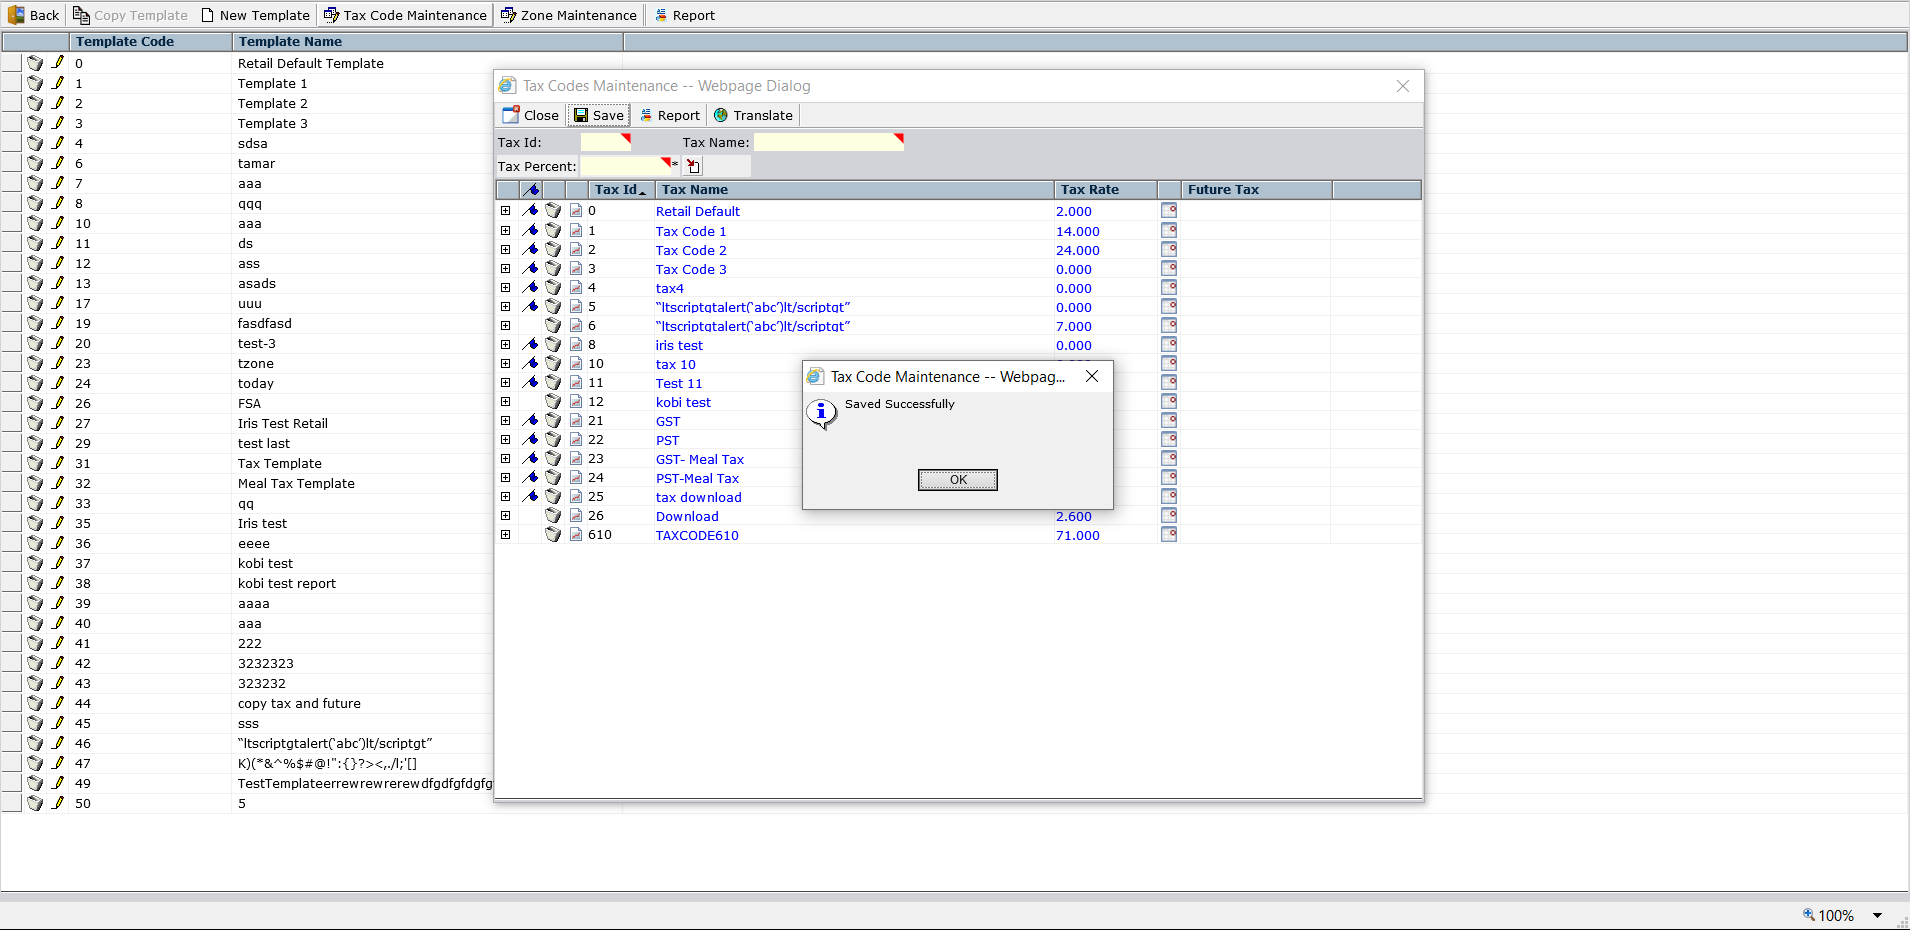 Back Copy Template New Template Tax Code Maintenance Zone Maintenance Report
Template Code Template Name
0 Retail Default Template
1 Template 1
2 Template 2
3 Template 3
4 sdsa
6 tamar
7 aaa
8 qqq
10 aaa
11 ds
12 ass
13 asads
17 uuu
19 fasdfasd
20 test-3
23 tzone
24 today
26 FSA
27 Iris Test Retail
29 test last
31 Tax Template
32 Meal Tax Template
33 qq
35 Iris test
36 eeee
37 kobi test
38 kobi test report
39 aaaa
40 aaa
41 222
42 3232323
43 323232
44 copy tax and future
45 sss
46 “ltscriptgtalert(‘abc’)lt/scriptgt”
47 K)(*&^%$#@!":{}?><,./l;'[]
49 TestTemplateerrewrewrerewdfgdfgfdgfg
50 5
Tax Codes Maintenance -- Webpage Dialog
Close Save Report Translate
Tax Id: Tax Name:
Tax Percent: *
Tax Id Tax Name Tax Rate Future Tax
0 Retail Default 2.000
1 Tax Code 1 14.000
2 Tax Code 2 24.000
3 Tax Code 3 0.000
4 tax4 0.000
5 “ltscriptgtalert(‘abc’)lt/scriptgt” 0.000
6 “ltscriptgtalert(‘abc’)lt/scriptgt” 7.000
8 iris test 0.000
10 tax 10
11 Test 11
12 kobi test
21 GST
22 PST
23 GST- Meal Tax
24 PST-Meal Tax
25 tax download
26 Download 2.600
610 TAXCODE610 71.000
Tax Code Maintenance -- Webpag...
Saved Successfully
OK
100%